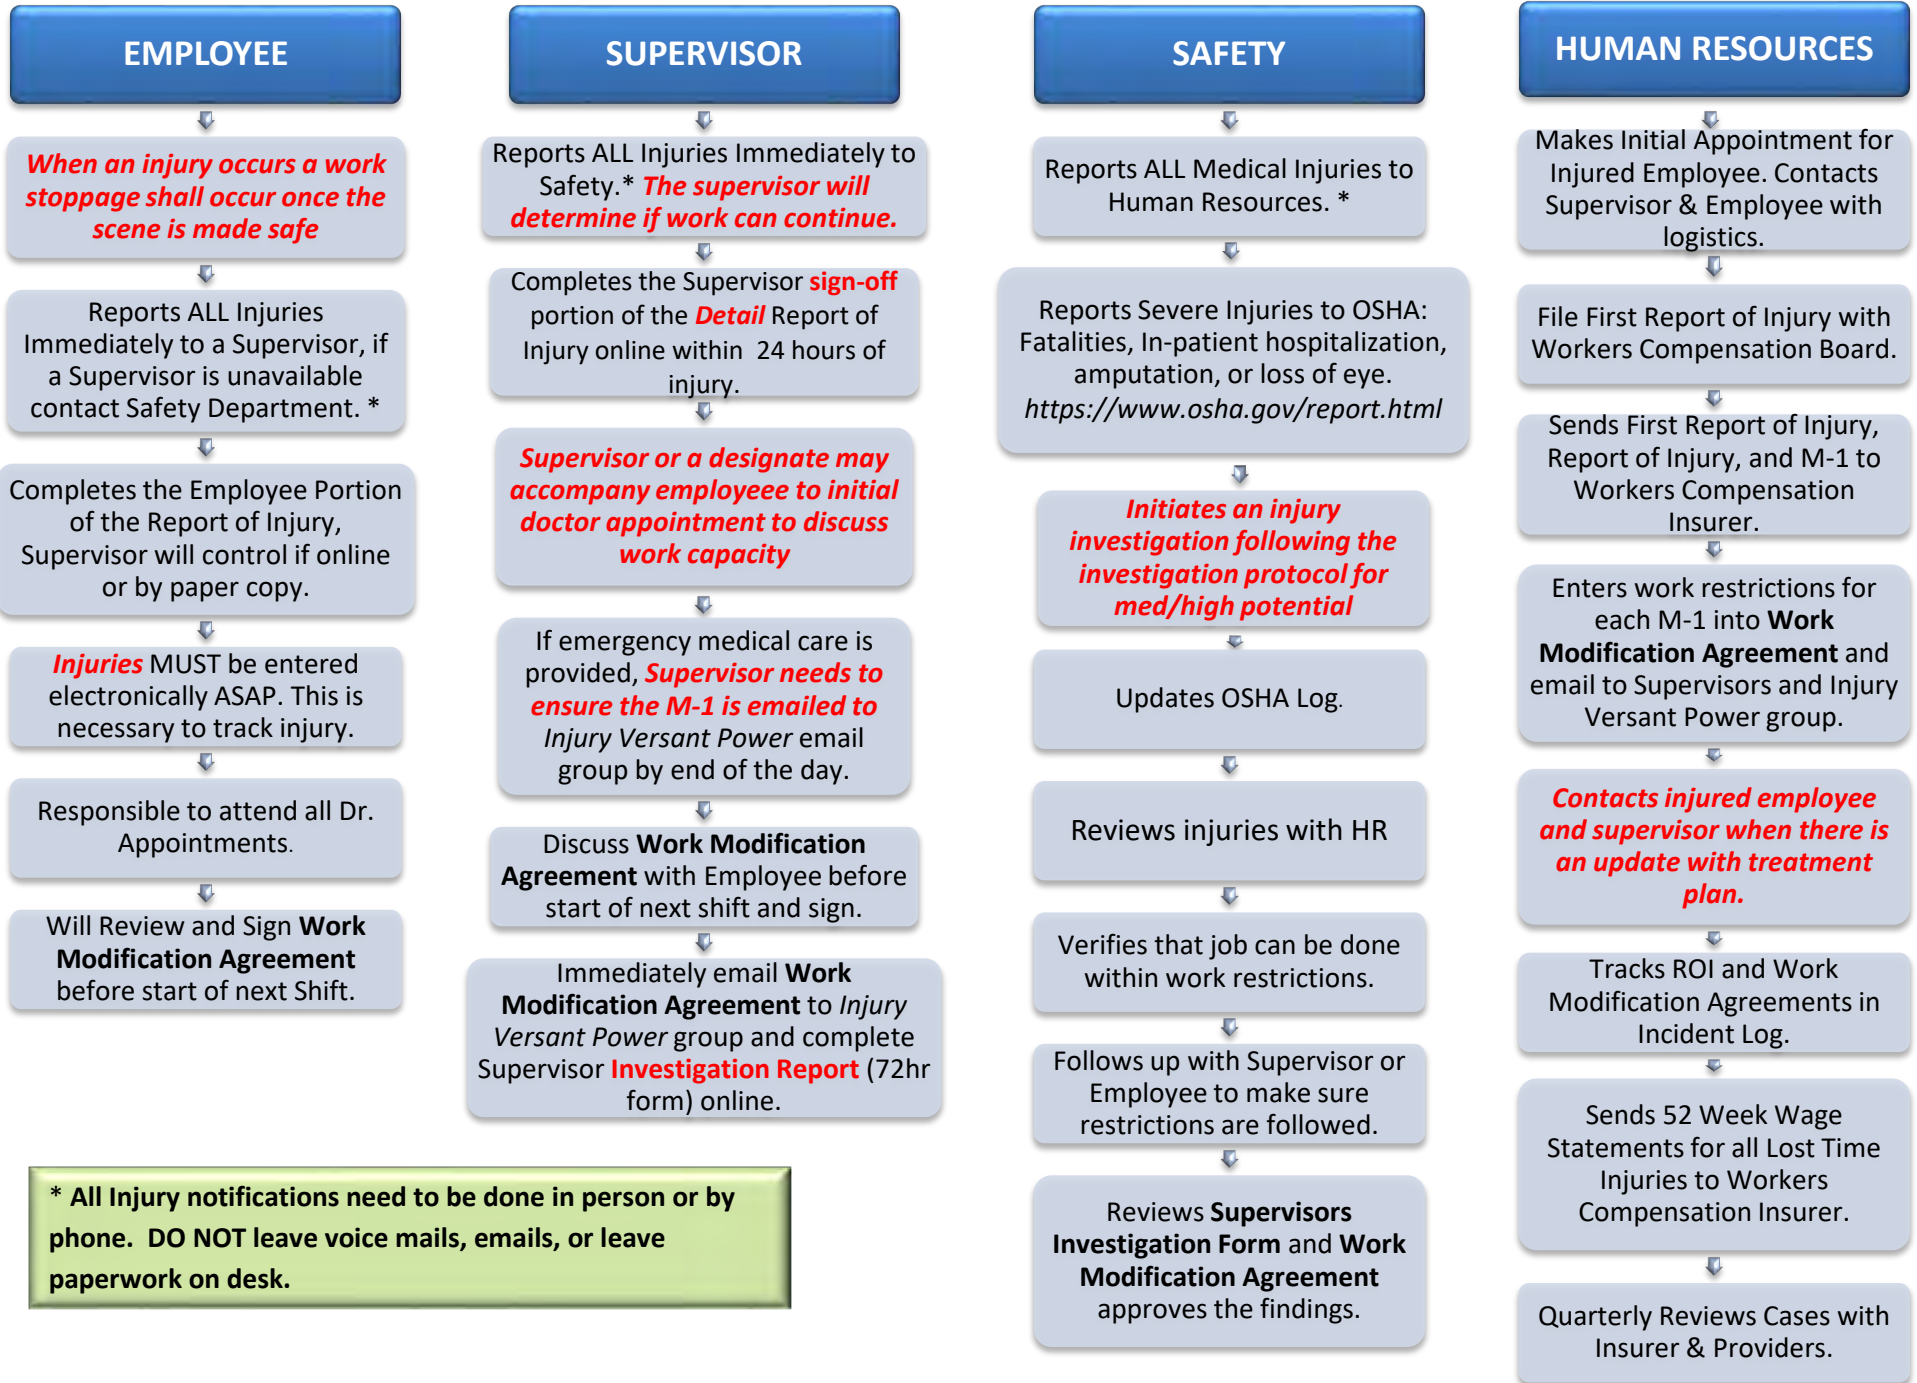 EMPLOYEE
When an injury occurs a work
stoppage shall occur once the
scene is made safe
Reports ALL Injuries
Immediately to a Supervisor, if
a Supervisor is unavailable
contact Safety Department. *
Completes the Employee Portion
of the Report of Injury,
Supervisor will control if online
or by paper copy.
Injuries MUST be entered
electronically ASAP. This is
necessary to track injury.
Responsible to attend all Dr.
Appointments.
Will Review and Sign Work
Modification Agreement
before start of next Shift.
SUPERVISOR
Reports ALL Injuries Immediately to
Safety.* The supervisor will
determine if work can continue.
Completes the Supervisor sign-off
portion of the Detail Report of
Injury online within 24 hours of
injury.
Supervisor or a designate may
accompany employeee to initial
doctor appointment to discuss
work capacity
If emergency medical care is
provided, Supervisor needs to
ensure the M-1 is emailed to
Injury Versant Power email
group by end of the day.
Discuss Work Modification
Agreement with Employee before
start of next shift and sign.
Immediately email Work
Modification Agreement to Injury
Versant Power group and complete
Supervisor Investigation Report (72hr
form) online.
SAFETY
Reports ALL Medical Injuries to
Human Resources. *
Reports Severe Injuries to OSHA:
Fatalities, In-patient hospitalization,
amputation, or loss of eye.
https://www.osha.gov/report.html
Initiates an injury
investigation following the
investigation protocol for
med/high potential
Updates OSHA Log.
Reviews injuries with HR
Verifies that job can be done
within work restrictions.
Follows up with Supervisor or
Employee to make sure
restrictions are followed.
Reviews Supervisors
Investigation Form and Work
Modification Agreement
approves the findings.
HUMAN RESOURCES
Makes Initial Appointment for
Injured Employee. Contacts
Supervisor & Employee with
logistics.
File First Report of Injury with
Workers Compensation Board.
Sends First Report of Injury,
Report of Injury, and M-1 to
Workers Compensation
Insurer.
Enters work restrictions for
each M-1 into Work
Modification Agreement and
email to Supervisors and Injury
Versant Power group.
Contacts injured employee
and supervisor when there is
an update with treatment
plan.
Tracks ROI and Work
Modification Agreements in
Incident Log.
Sends 52 Week Wage
Statements for all Lost Time
Injuries to Workers
Compensation Insurer.
Quarterly Reviews Cases with
Insurer & Providers.
* All Injury notifications need to be done in person or by
phone. DO NOT leave voice mails, emails, or leave
paperwork on desk.